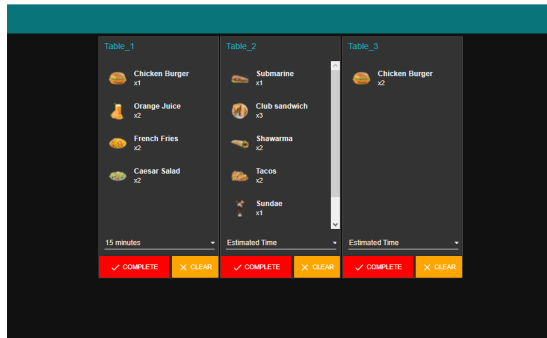 Table_1
Chicken Burger
x1
Orange Juice
x2
French Fries
x2
Caesar Salad
x2
15 minutes
COMPLETE
CLEAR
Table_2
Submarine
x1
Club sandwich
x3
Shawarma
x2
Tacos
x2
Sundae
x1
Estimated Time
COMPLETE
CLEAR
Table_3
Chicken Burger
x2
Estimated Time
COMPLETE
CLEAR